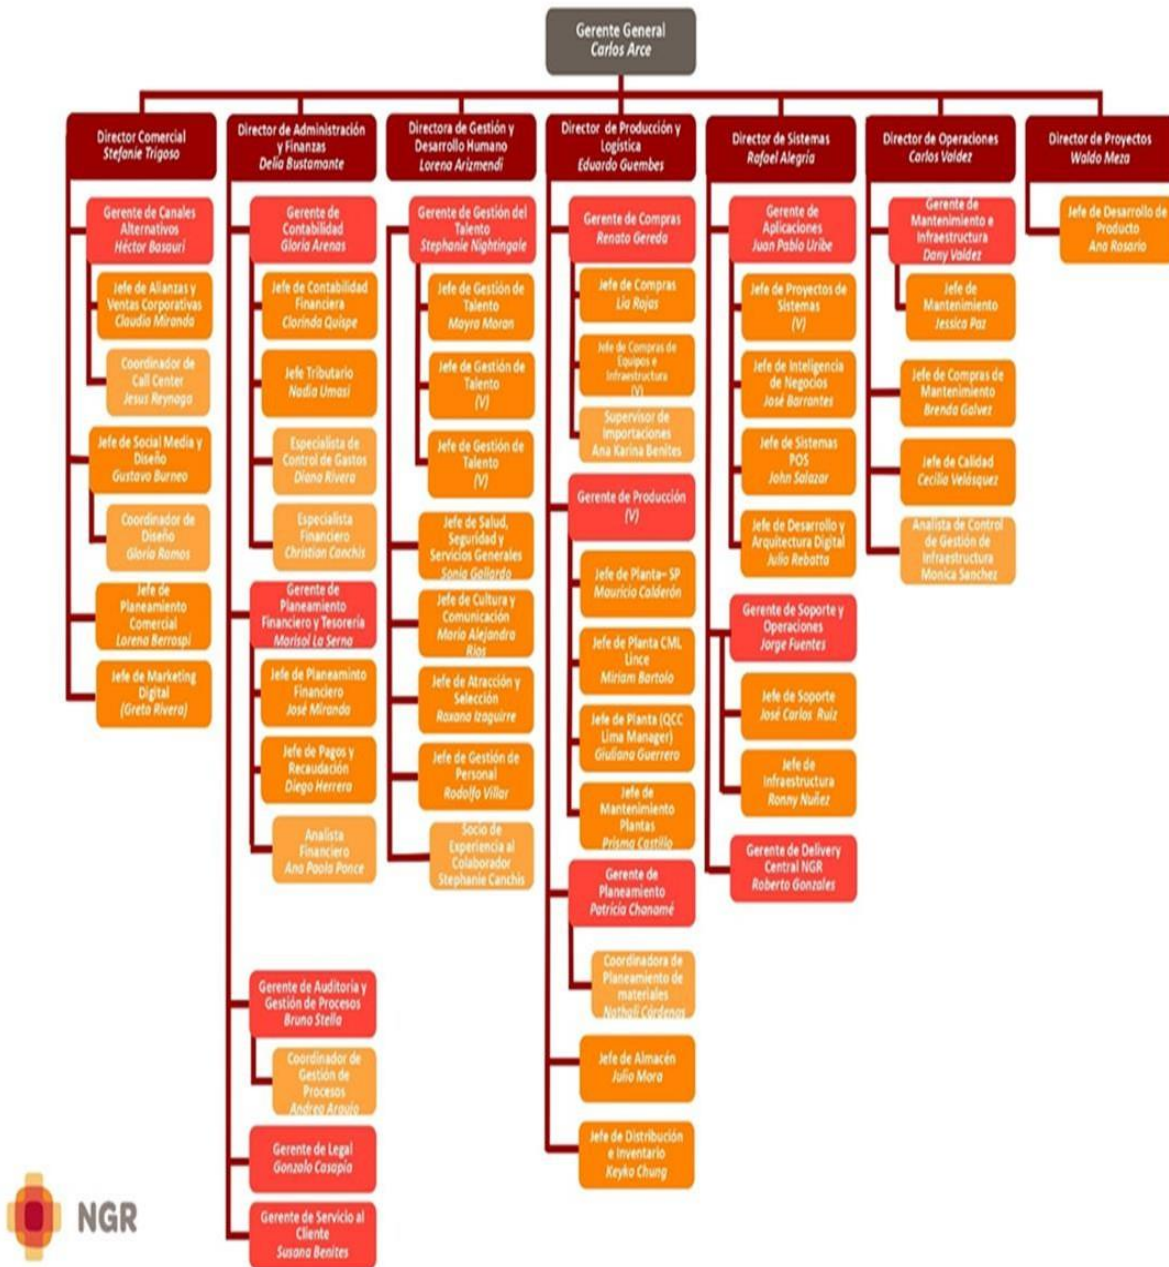 Gerente General
Carlos Arce
Director Comercial
Stefanie Trigoso
Gerente de Canales
Alternativos
Héctor Basauri
Jefe de Alianzas y
Ventas Corporativas
Claudia Miranda
Coordinador de
Call Center
Jesus Reynaga
Jefe de Social Media y
Diseño
Gustavo Burneo
Coordinador de
Diseño
Gloria Ramos
Jefe de
Planeamiento
Comercial
Lorena Berrospi
Jefe de Marketing
Digital
(Greta Rivera)
Director de Administración
y Finanzas
Delia Bustamante
Gerente de
Contabilidad
Gloria Arenas
Jefe de Contabilidad
Financiera
Clorinda Quispe
Jefe Tributario
Nadia Umasi
Especialista de
Control de Gastos
Diana Rivera
Especialista
Financiero
Christian Canchis
Gerente de
Planeamiento
Financiero y Tesorería
Marisol La Serna
Jefe de Planeaminto
Financiero
José Miranda
Jefe de Pagos y
Recaudación
Diego Herrera
Analista
Financiero
Ana Paola Ponce
Gerente de Auditoria y
Gestión de Procesos
Bruno Stella
Coordinador de
Gestión de
Procesos
Andrea Araujo
Gerente de Legal
Gonzalo Casapia
Gerente de Servicio al
Cliente
Susana Benites
Directora de Gestión y
Desarrollo Humano
Lorena Arizmendi
Gerente de Gestión del
Talento
Stephanie Nightingale
Jefe de Gestión de
Talento
Mayra Moran
Jefe de Gestión de
Talento
(V)
Jefe de Gestión de
Talento
(V)
Jefe de Salud,
Seguridad y
Servicios Generales
Sonia Gallardo
Jefe de Cultura y
Comunicación
Maria Alejandra
Rios
Jefe de Atracción y
Selección
Roxana Izaguirre
Jefe de Gestión de
Personal
Rodolfo Villar
Socio de
Experiencia al
Colaborador
Stephanie Canchis
Director de Producción y
Logística
Eduardo Guembes
Gerente de Compras
Renato Gereda
Jefe de Compras
Lia Rojas
Jefe de Compras de
Equipos e
Infraestructura
(V)
Supervisor de
Importaciones
Ana Karina Benites
Gerente de Producción
(V)
Jefe de Planta– SP
Mauricio Calderón
Jefe de Planta CML
Lince
Miriam Bartolo
Jefe de Planta (QCC
Lima Manager)
Giuliana Guerrero
Jefe de
Mantenimiento
Plantas
Prisma Castillo
Gerente de
Planeamiento
Patricia Chanamé
Coordinadora de
Planeamiento de
materiales
Nathali Cárdenas
Jefe de Almacén
Julio Mora
Jefe de Distribución
e Inventario
Keyko Chung
Director de Sistemas
Rafael Alegria
Gerente de
Aplicaciones
Juan Pablo Uribe
Jefe de Proyectos de
Sistemas
(V)
Jefe de Inteligencia
de Negocios
José Barrantes
Jefe de Sistemas
POS
John Salazar
Jefe de Desarrollo y
Arquitectura Digital
Julio Rebatta
Gerente de Soporte y
Operaciones
Jorge Fuentes
Jefe de Soporte
José Carlos Ruiz
Jefe de
Infraestructura
Ronny Nuñez
Gerente de Delivery
Central NGR
Roberto Gonzales
Director de Operaciones
Carlos Valdez
Gerente de
Mantenimiento e
Infraestructura
Dany Valdez
Jefe de
Mantenimiento
Jessica Paz
Jefe de Compras de
Mantenimiento
Brenda Galvez
Jefe de Calidad
Cecilia Velásquez
Analista de Control
de Gestión de
Infraestructura
Monica Sanchez
Director de Proyectos
Waldo Meza
Jefe de Desarrollo de
Producto
Ana Rosario
NGR